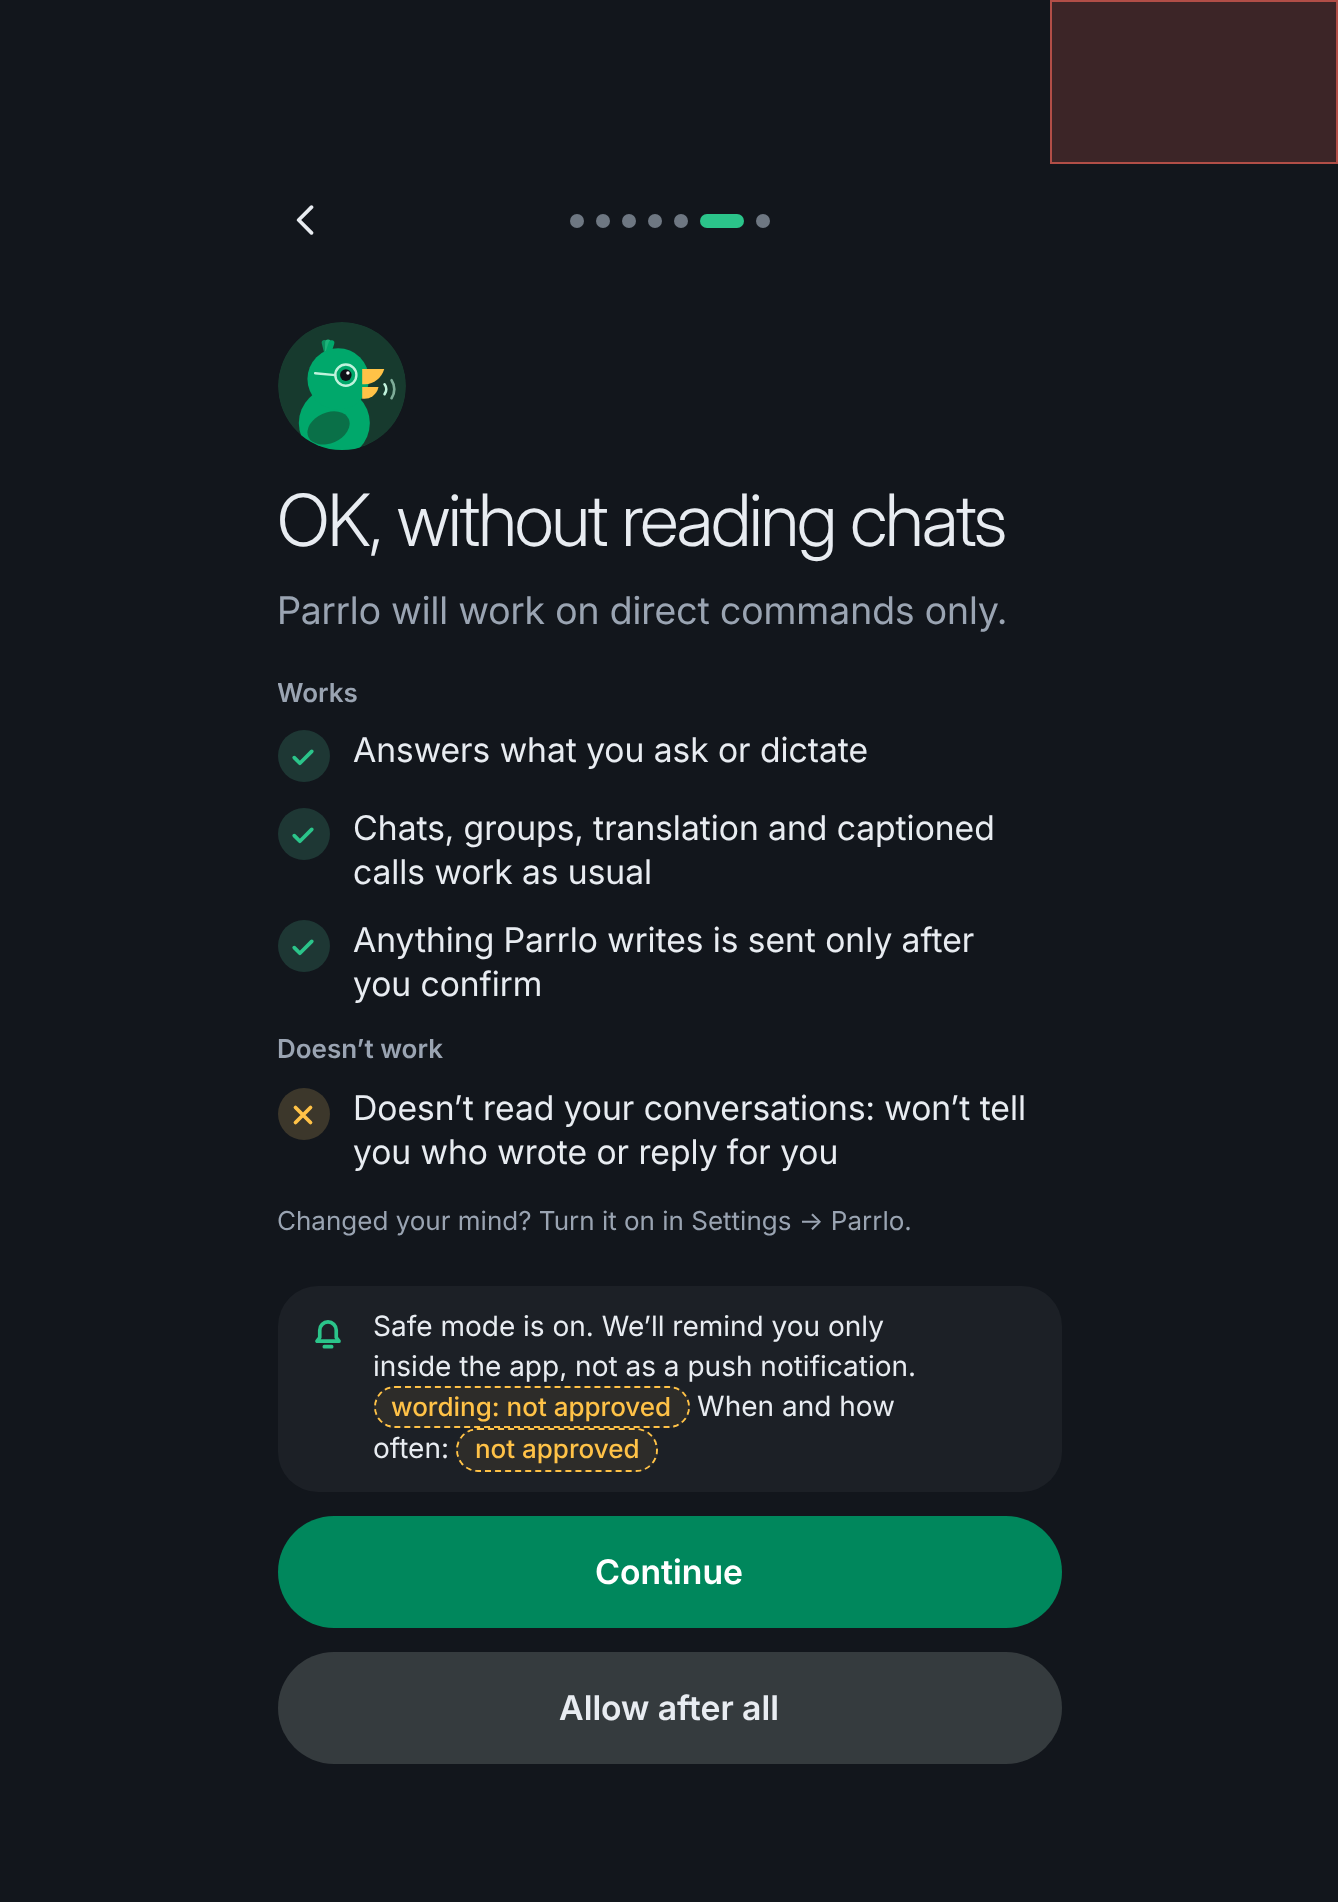 OK, without reading chats
Parrlo will work on direct commands only.
Works
Answers what you ask or dictate
Chats, groups, translation and captioned
calls work as usual
Anything Parrlo writes is sent only after
you confirm
Doesn’t work
Doesn’t read your conversations: won’t tell
you who wrote or reply for you
Changed your mind? Turn it on in Settings → Parrlo.
Safe mode is on. We’ll remind you only
inside the app, not as a push notification.
wording: not approved When and how
often: not approved
Continue
Allow after all